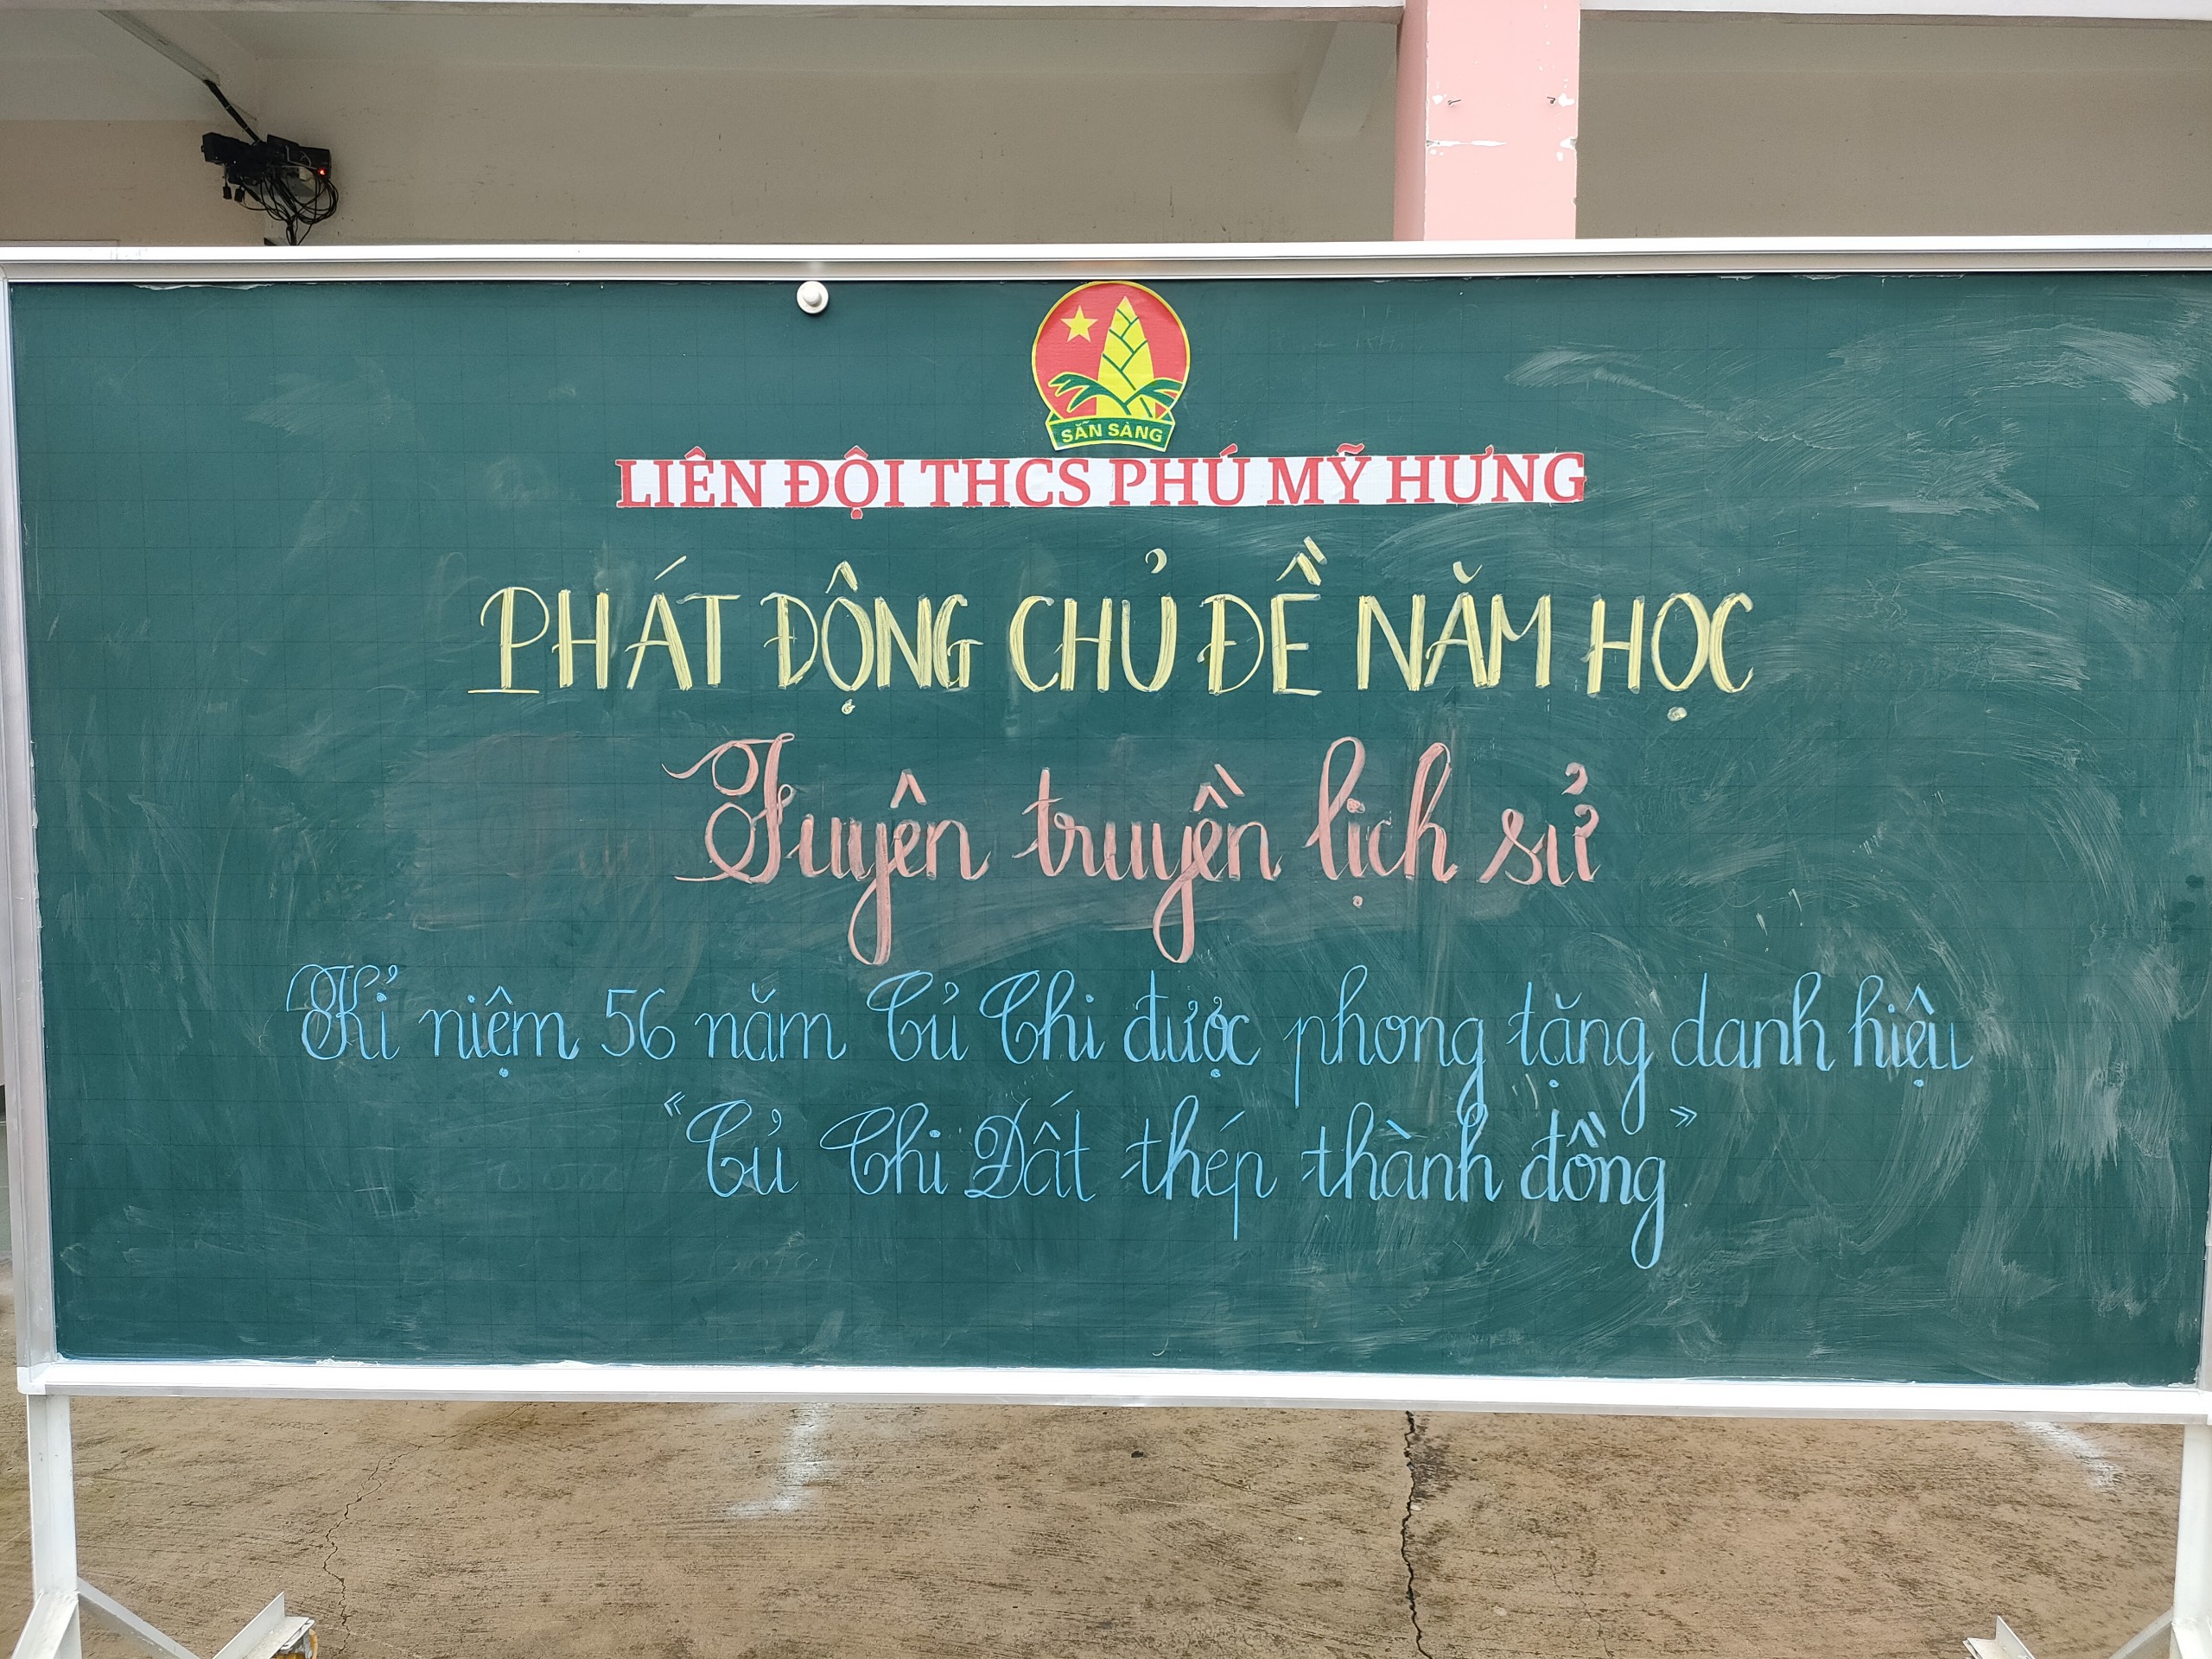 SẴN SÀNG
LIÊN ĐỘI THCS PHÚ MỸ HƯNG
PHÁT ĐỘNG CHỦ ĐỀ NĂM HỌC
Tuyên truyền lịch sử
Kỉ niệm 56 năm Củ Chi được phong tặng danh hiệu
“Củ Chi Đất thép thành đồng”